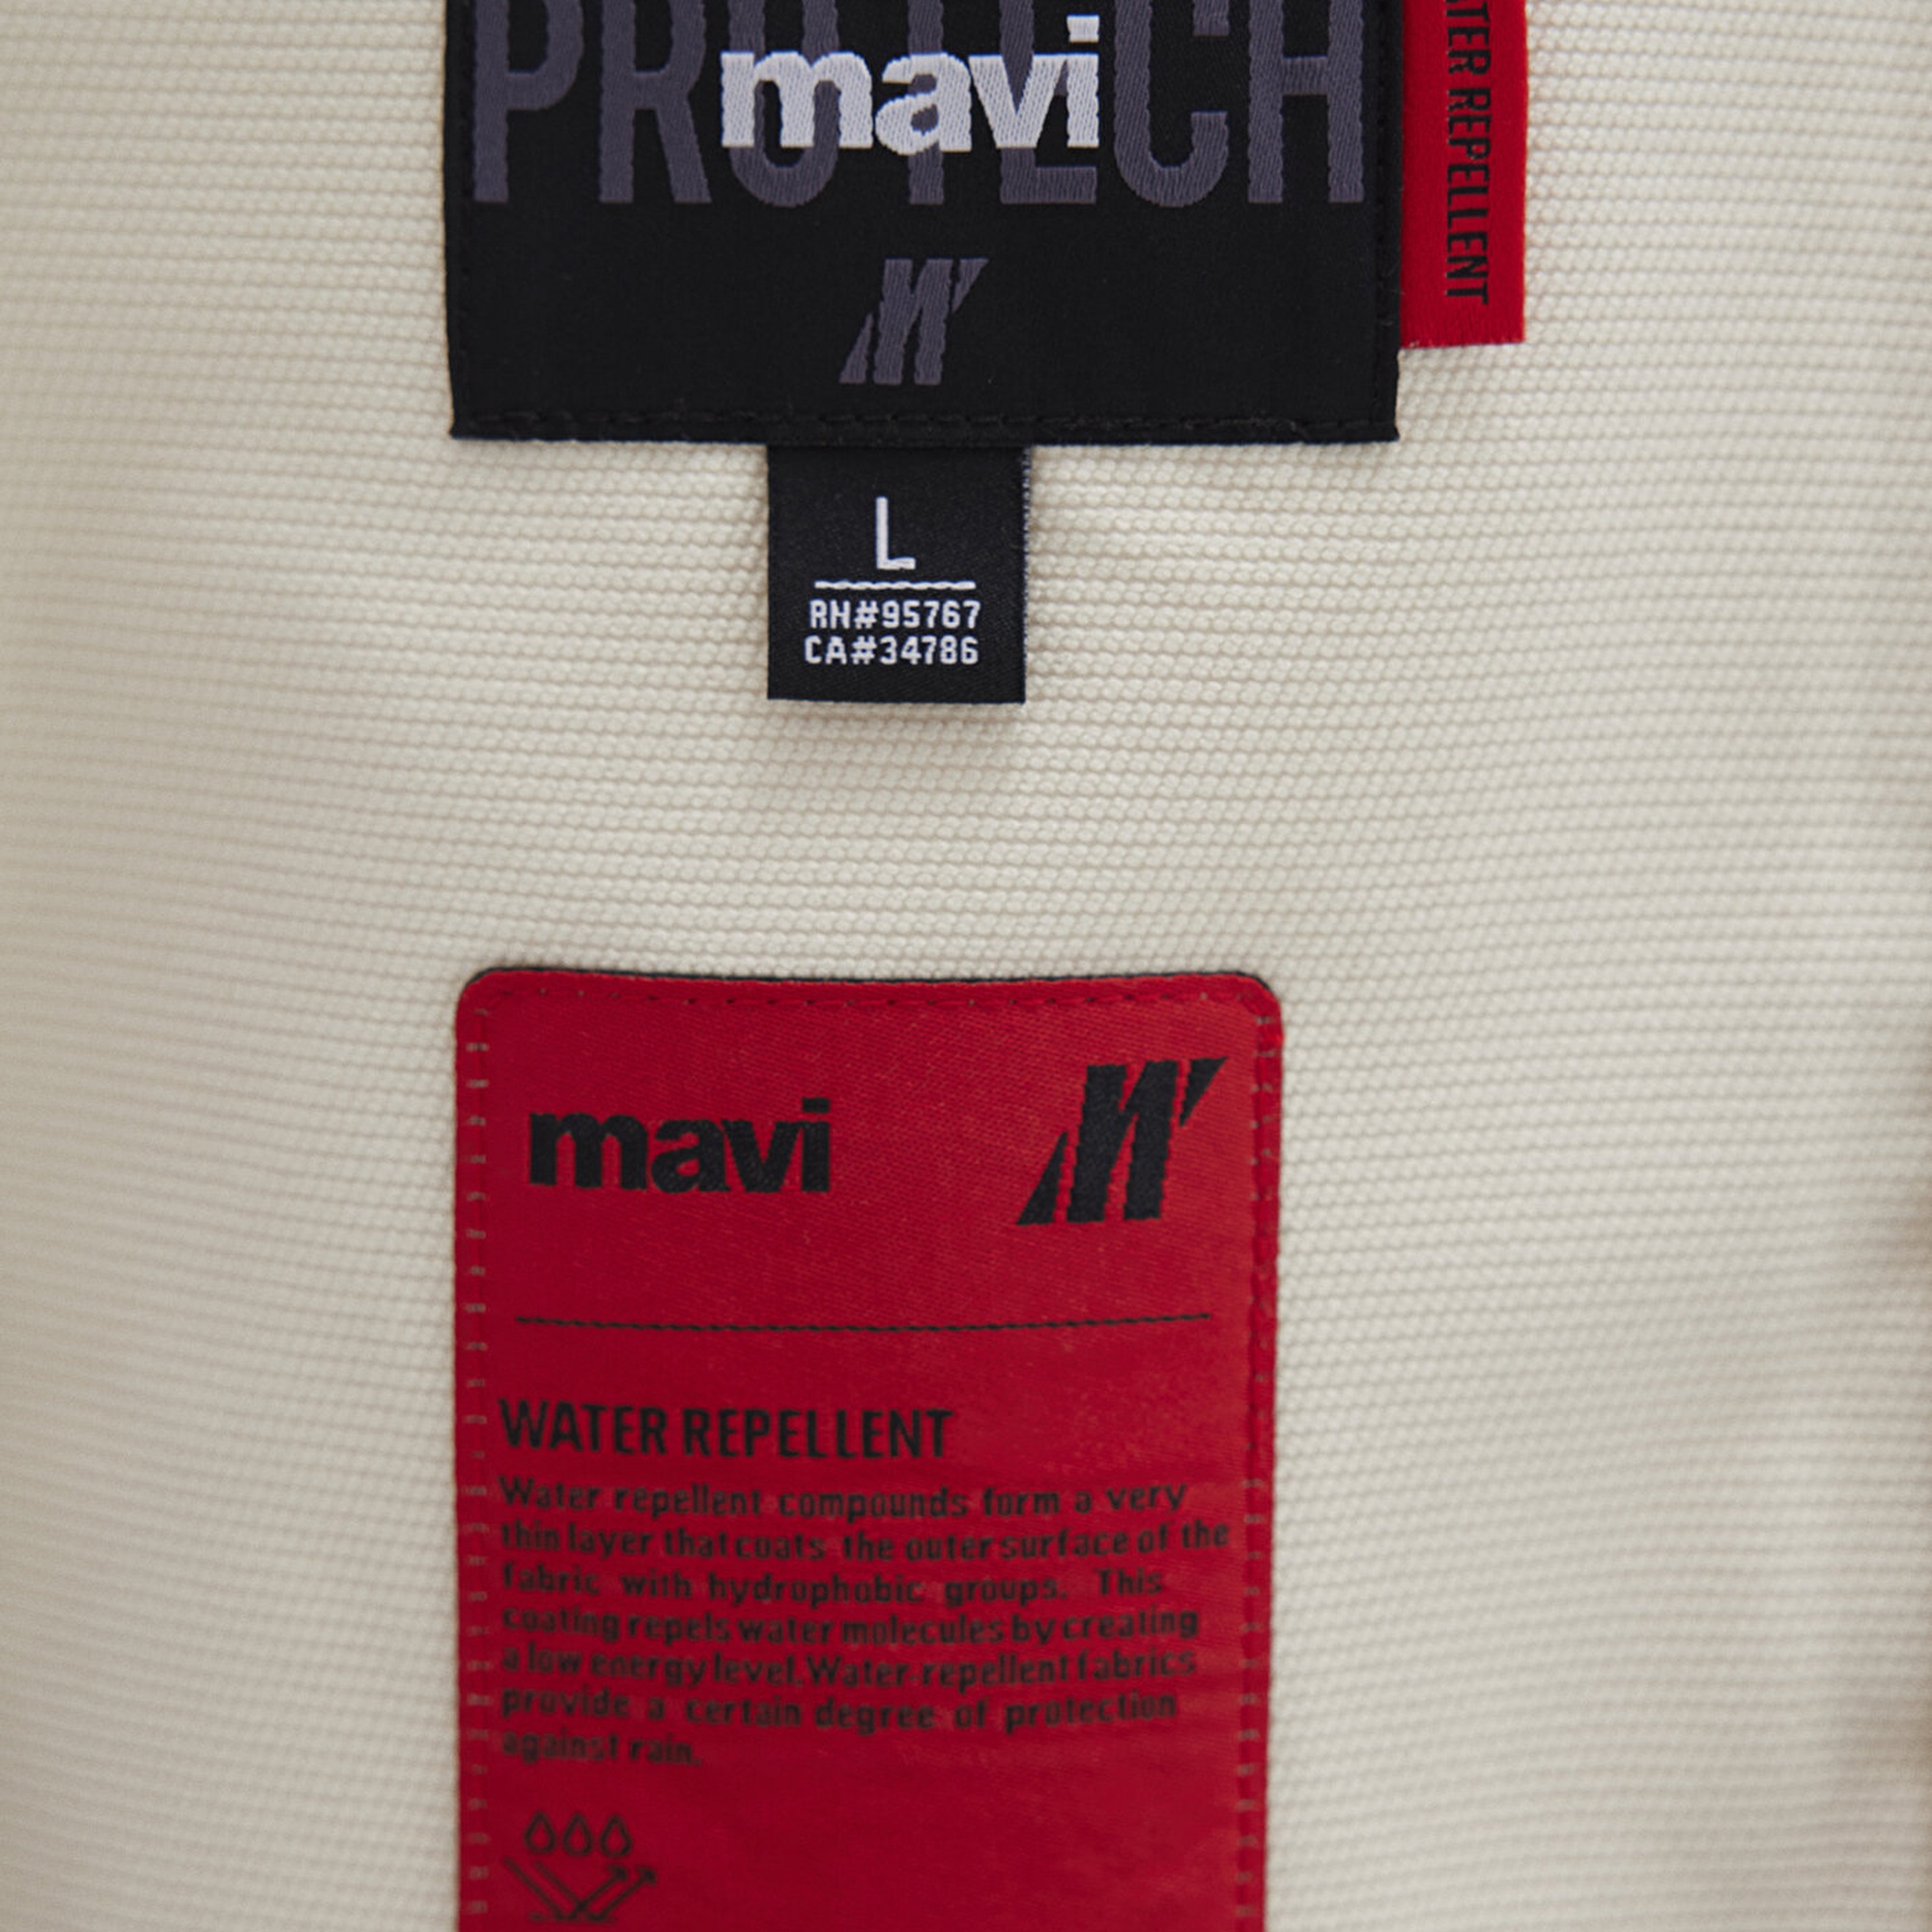 PROTECH
mavi
ATER REPELLENT
L
RN#95767
CA#34786
mavi
WATER REPELLENT
Water repellent compounds form a very
thin layer that coats the outer surface of the
fabric with hydrophobic groups. This
coating repels water molecules by creating
a low energy level.Water repellent fabrics
provide a certain degree of protection
against rain.